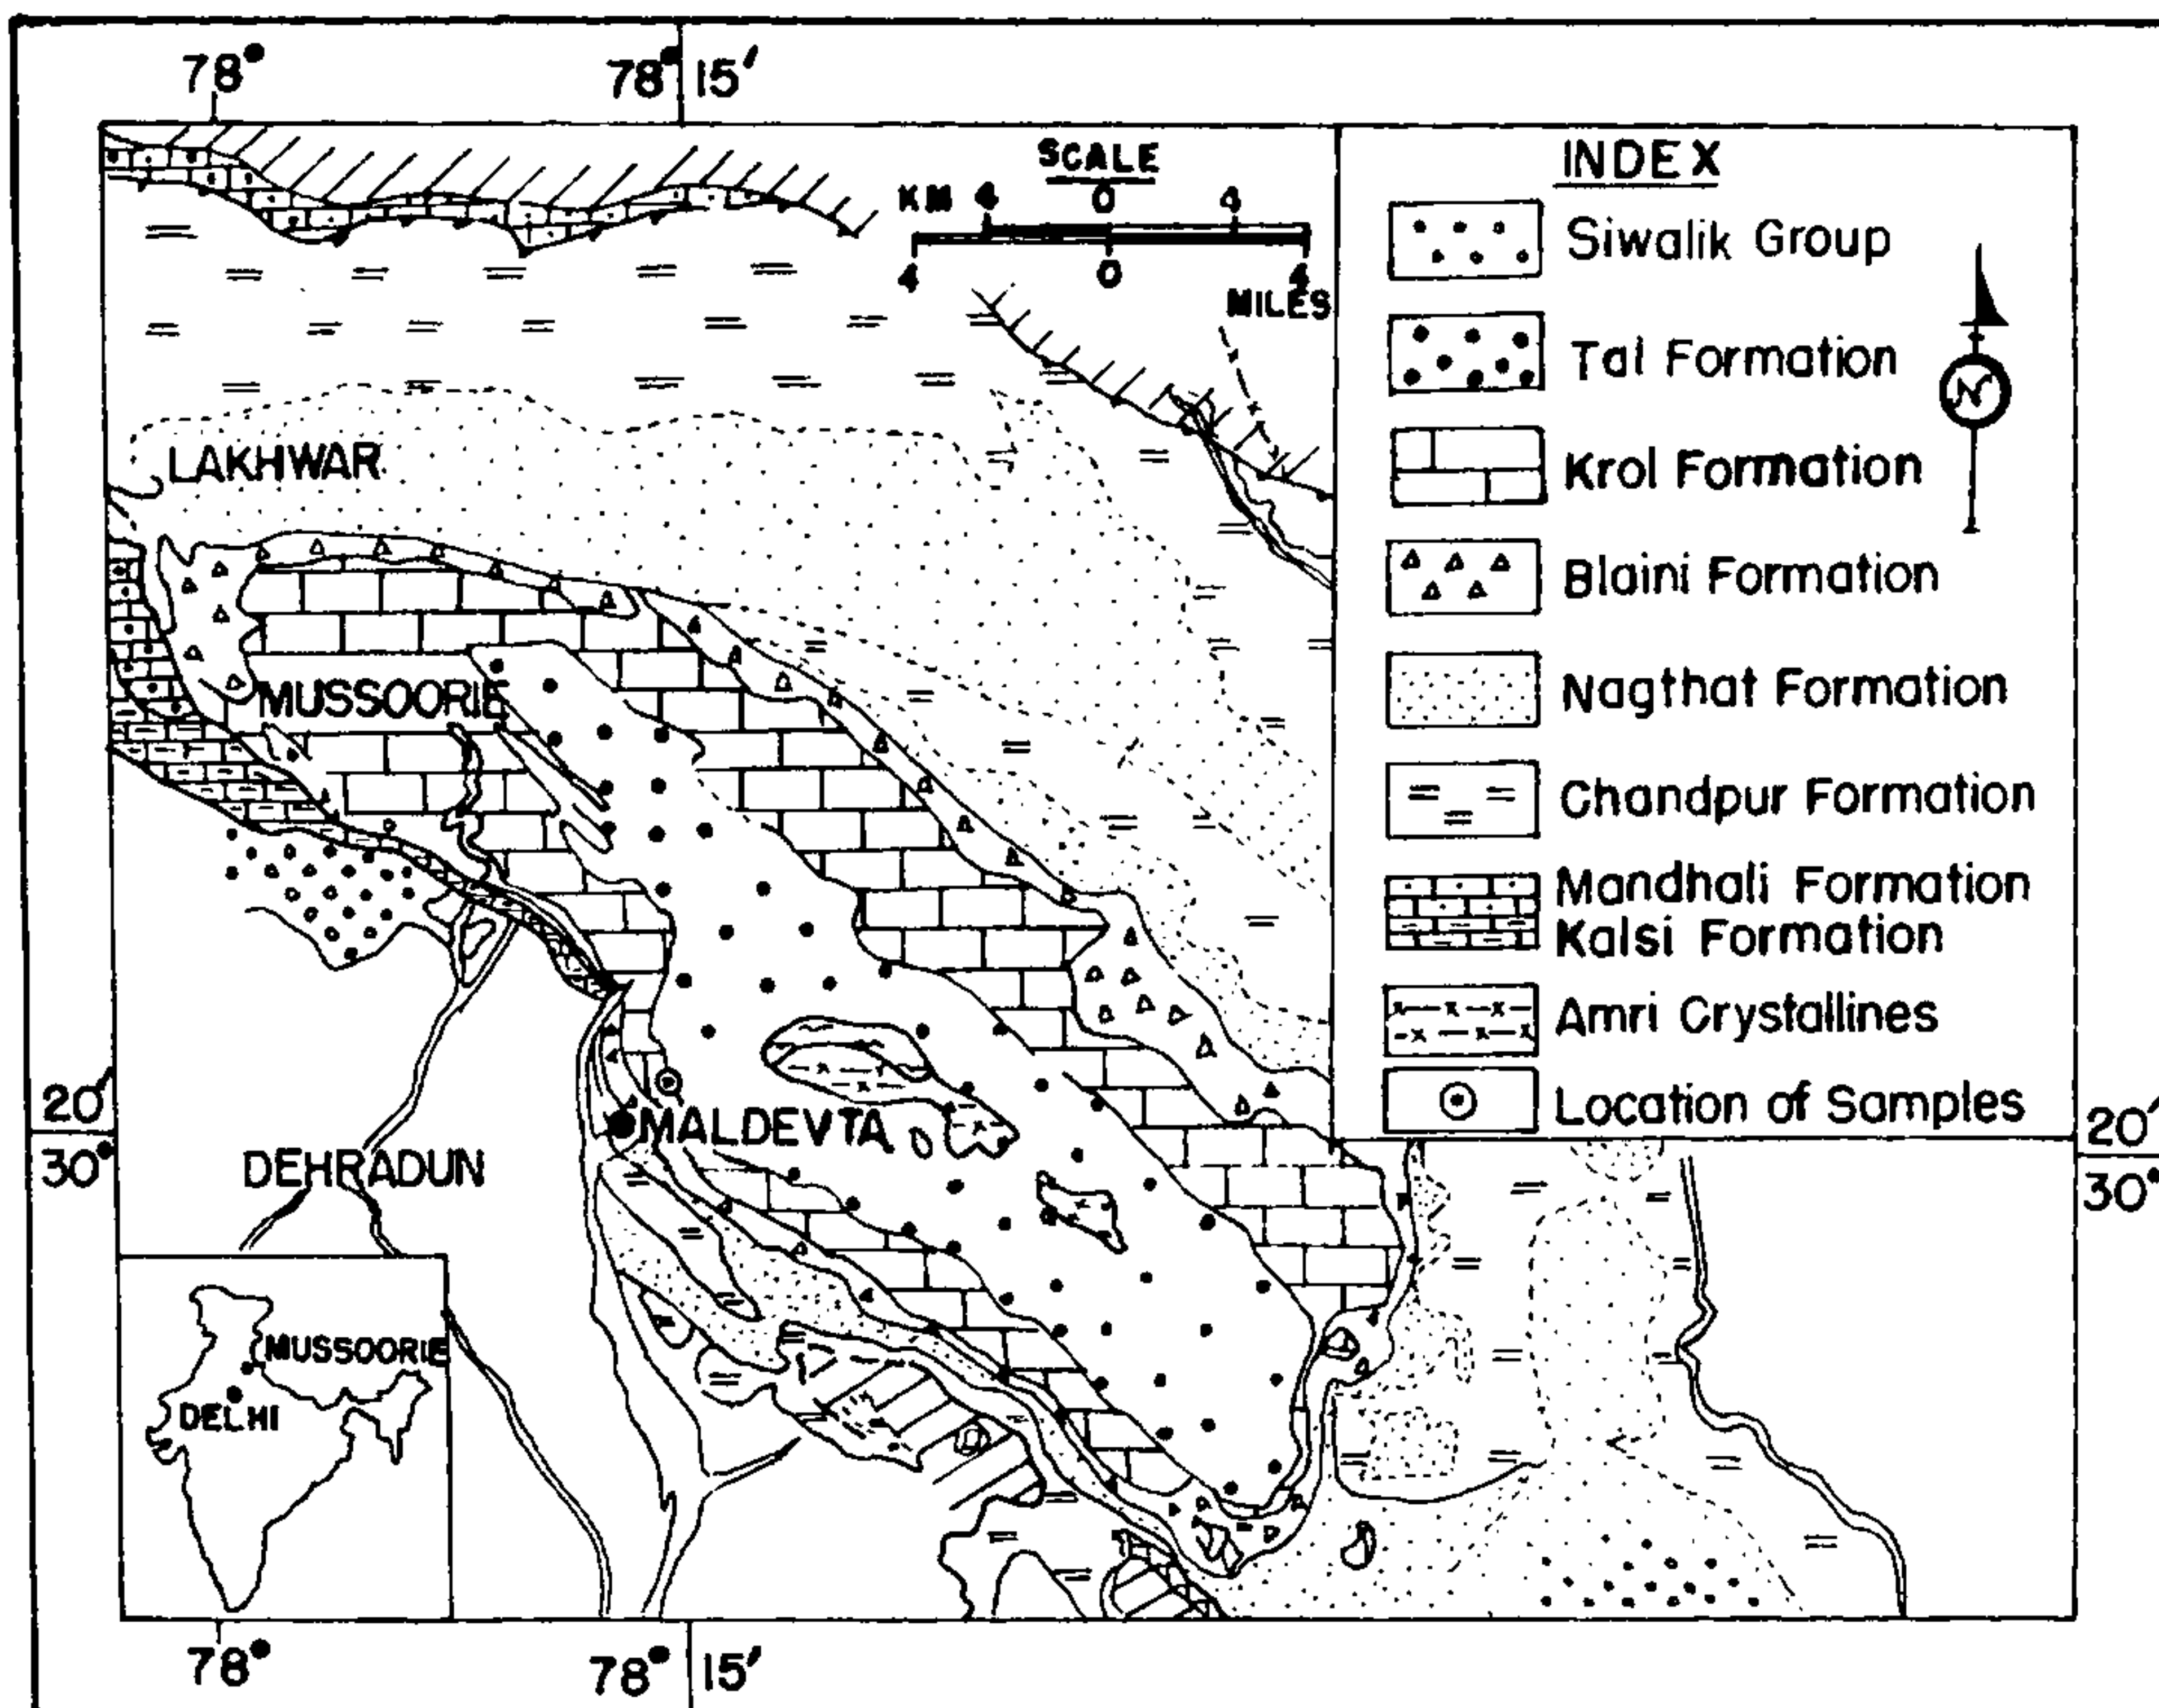 78°
78° 15'
SCALE
KM 4 0 4
4 0 4
MILES
INDEX
Siwalik Group
Tal Formation
Krol Formation
Blaini Formation
Nagthat Formation
Chandpur Formation
Mandhali Formation
Kalsi Formation
Amri Crystallines
Location of Samples
N
LAKHWAR
MUSSOORIE
MALDEVTA
DEHRADUN
20'
30°
20'
30°
MUSSOORIE
DELHI
78°
78° 15'